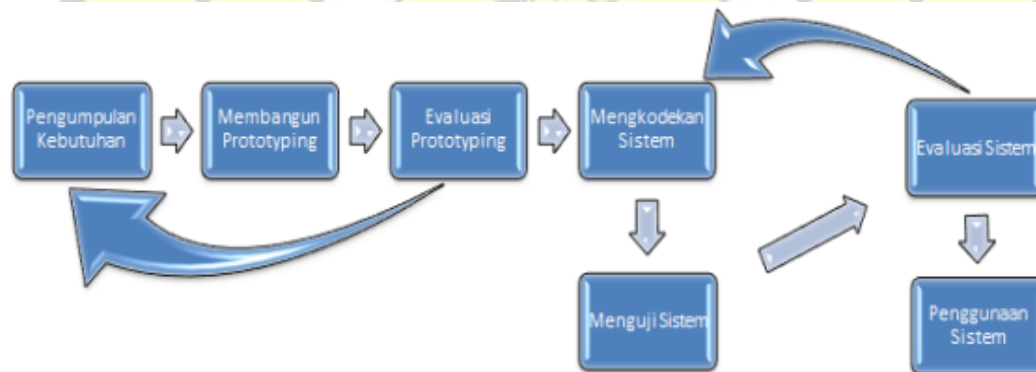 Pengumpulan
Kebutuhan
Membangun
Prototyping
Evaluasi
Prototyping
Mengkodekan
Sistem
Evaluasi Sistem
Menguji Sistem
Penggunaan
Sistem